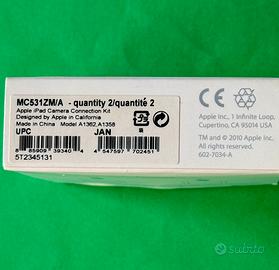 MC531ZM/A - quantity 2/quantité 2
Apple iPad Camera Connection Kit
Designed by Apple in California
Assembled in China Model A1362,A1358
UPC
JAN
8 85909 39340 4
4 547597 702451
5T2345131
CE
Apple Inc., 1 Infinite Loop
Cupertino, CA 95014 USA
TM and © 2010 Apple Inc.
All rights reserved.
602-7034-A
subito